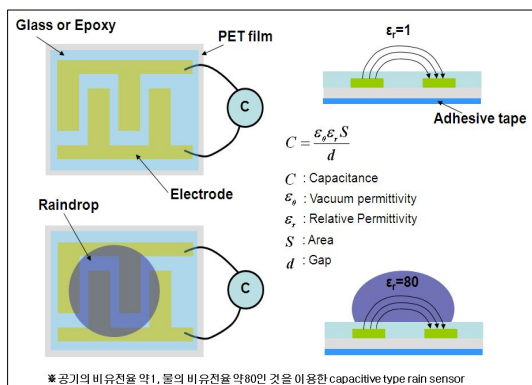 Glass or Epoxy
PET film
C
Electrode
εr=1
Adhesive tape
C = ε0 εr S / d
C : Capacitance
ε0 : Vacuum permittivity
εr : Relative Permittivity
S : Area
d : Gap
Raindrop
C
εr=80
※공기의 비유전율 약1, 물의 비유전율 약80인 것을 이용한 capacitive type rain sensor